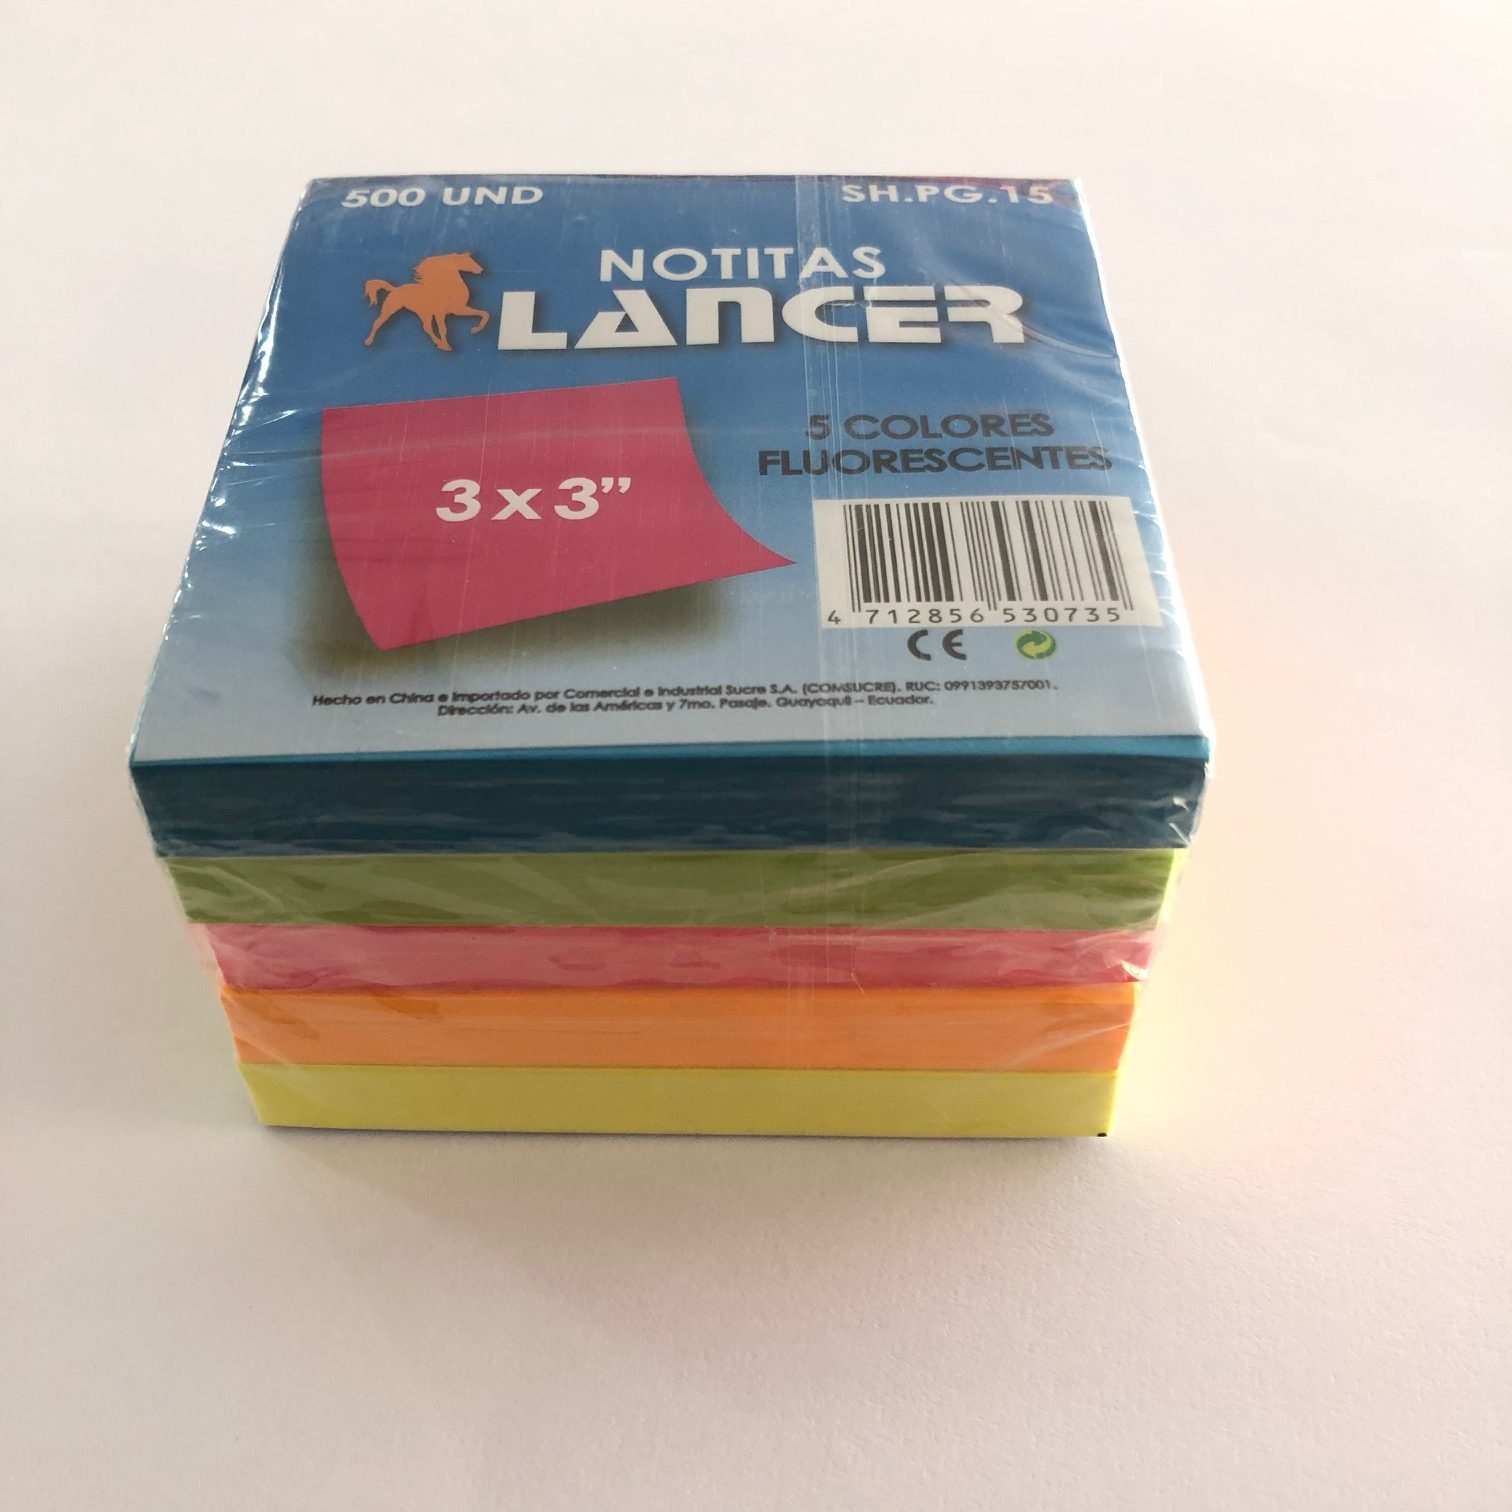 500 UND
SH.PG.15
NOTITAS
LANCER
3 x 3”
5 COLORES
FLUORESCENTES
4 712856 530735
CE
Hecho en China e Importado por Comercial e Industrial Sucre S.A. (COMSUCRE). RUC: 0991393757001.
Dirección: Av. de las Américas y 7mo. Pasaje. Guayaquil – Ecuador.